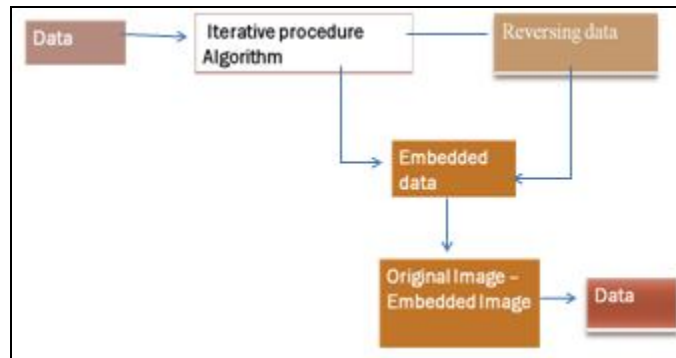 Data
Iterative procedure
Algorithm
Reversing data
Embedded
data
Original Image –
Embedded Image
Data